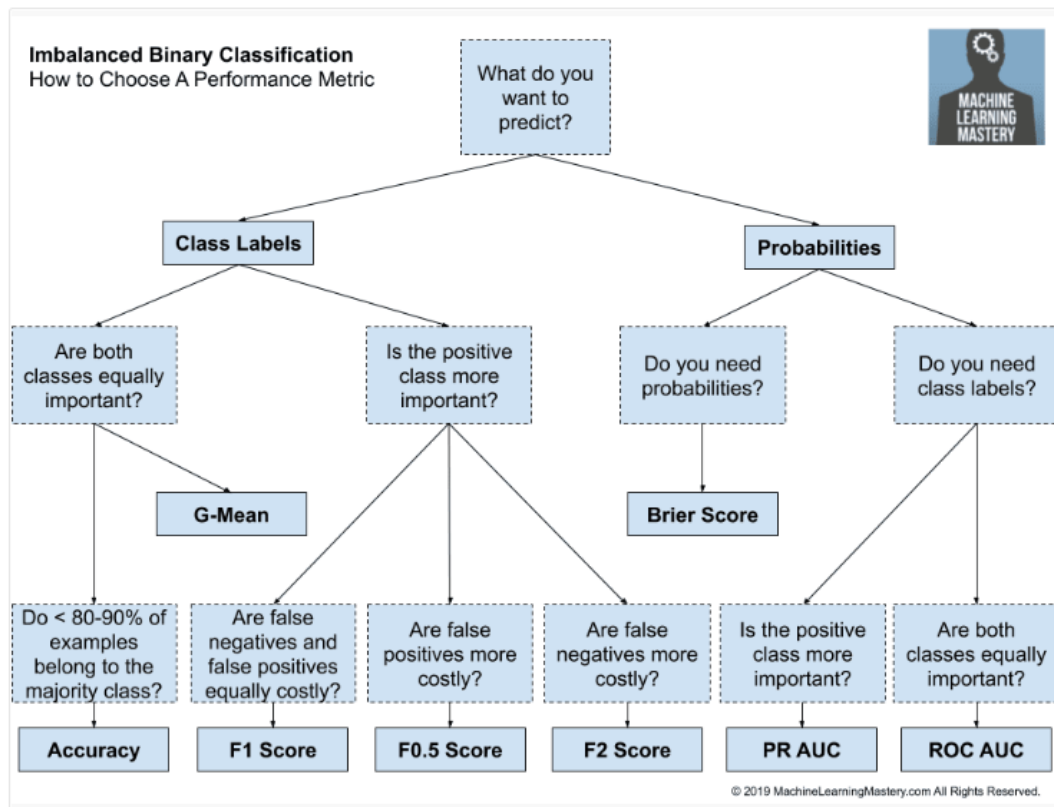 Imbalanced Binary Classification
How to Choose A Performance Metric
What do you
want to
predict?
MACHINE
LEARNING
MASTERY
Class Labels
Probabilities
Are both
classes equally
important?
Is the positive
class more
important?
Do you need
probabilities?
Do you need
class labels?
G-Mean
Brier Score
Do < 80-90% of
examples
belong to the
majority class?
Are false
negatives and
false positives
equally costly?
Are false
positives more
costly?
Are false
negatives more
costly?
Is the positive
class more
important?
Are both
classes equally
important?
Accuracy
F1 Score
F0.5 Score
F2 Score
PR AUC
ROC AUC
© 2019 MachineLearningMastery.com All Rights Reserved.